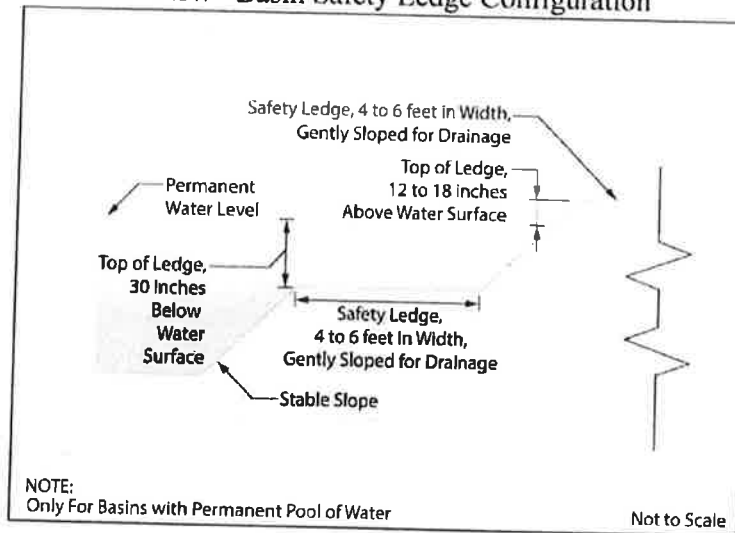 Basin Safety Ledge Configuration
Safety Ledge, 4 to 6 feet in Width,
Gently Sloped for Drainage
Top of Ledge,
12 to 18 inches
Above Water Surface
Permanent
Water Level
Top of Ledge,
30 Inches
Below
Water
Surface
Safety Ledge,
4 to 6 feet in Width,
Gently Sloped for Drainage
Stable Slope
NOTE:
Only For Basins with Permanent Pool of Water
Not to Scale